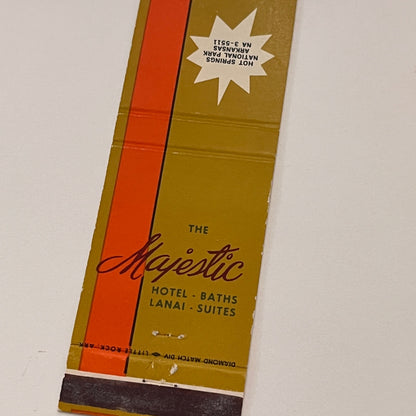 HOT SPRINGS
NATIONAL PARK
ARKANSAS
NA 3-5511
THE
Majestic
HOTEL - BATHS
LANAI - SUITES
DIAMOND MATCH DIV. LITTLE ROCK, ARK